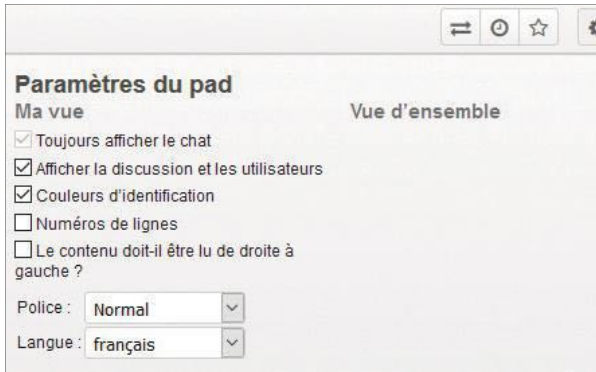 Paramètres du pad
Ma vue
Vue d'ensemble
Toujours afficher le chat
Afficher la discussion et les utilisateurs
Couleurs d'identification
Numéros de lignes
Le contenu doit-il être lu de droite à
gauche ?
Police : Normal
Langue : français